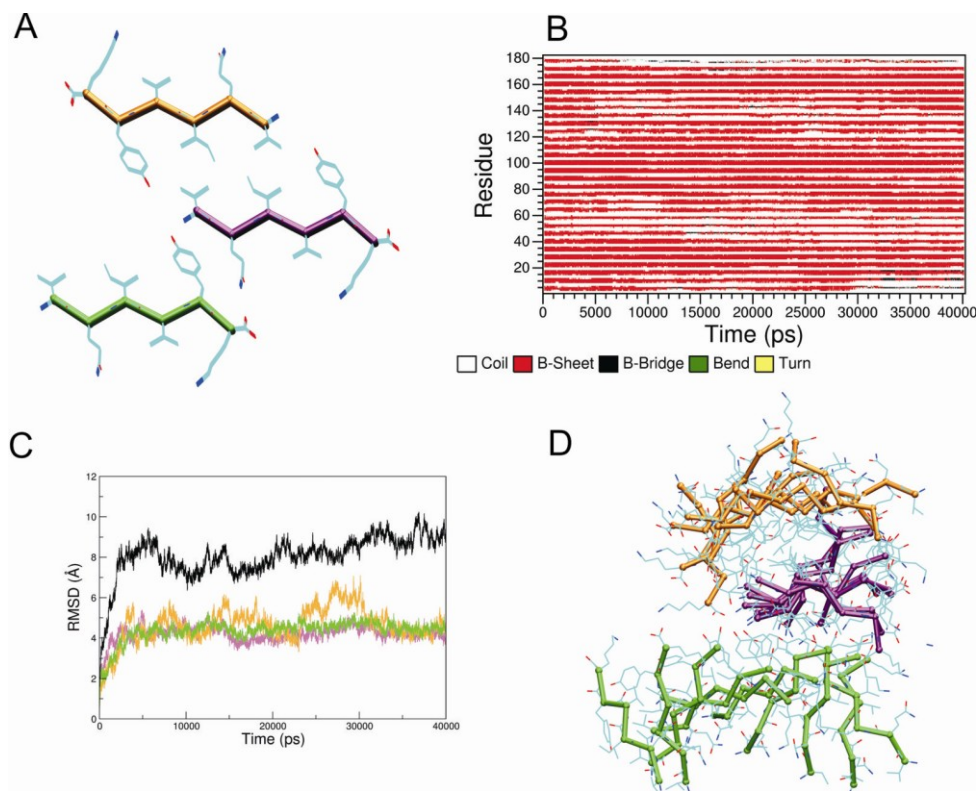 A
B
Residue
180
160
140
120
100
80
60
40
20
0 5000 10000 15000 20000 25000 30000 35000 40000
Time (ps)
Coil B-Sheet B-Bridge Bend Turn
C
RMSD (Å)
12
10
8
6
4
2
0
0 10000 20000 30000 40000
Time (ps)
D